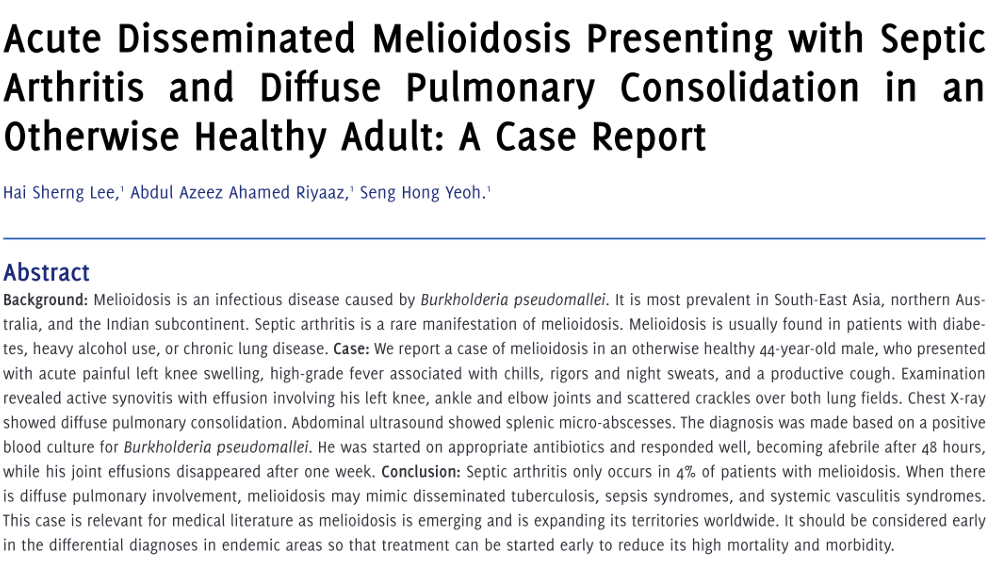 Acute Disseminated Melioidosis Presenting with Septic
Arthritis and Diffuse Pulmonary Consolidation in an
Otherwise Healthy Adult: A Case Report
Hai Sherng Lee,¹ Abdul Azeez Ahamed Riyaaz,¹ Seng Hong Yeoh.¹
Abstract
Background: Melioidosis is an infectious disease caused by Burkholderia pseudomallei. It is most prevalent in South-East Asia, northern Aus-
tralia, and the Indian subcontinent. Septic arthritis is a rare manifestation of melioidosis. Melioidosis is usually found in patients with diabe-
tes, heavy alcohol use, or chronic lung disease. Case: We report a case of melioidosis in an otherwise healthy 44-year-old male, who presented
with acute painful left knee swelling, high-grade fever associated with chills, rigors and night sweats, and a productive cough. Examination
revealed active synovitis with effusion involving his left knee, ankle and elbow joints and scattered crackles over both lung fields. Chest X-ray
showed diffuse pulmonary consolidation. Abdominal ultrasound showed splenic micro-abscesses. The diagnosis was made based on a positive
blood culture for Burkholderia pseudomallei. He was started on appropriate antibiotics and responded well, becoming afebrile after 48 hours,
while his joint effusions disappeared after one week. Conclusion: Septic arthritis only occurs in 4% of patients with melioidosis. When there
is diffuse pulmonary involvement, melioidosis may mimic disseminated tuberculosis, sepsis syndromes, and systemic vasculitis syndromes.
This case is relevant for medical literature as melioidosis is emerging and is expanding its territories worldwide. It should be considered early
in the differential diagnoses in endemic areas so that treatment can be started early to reduce its high mortality and morbidity.